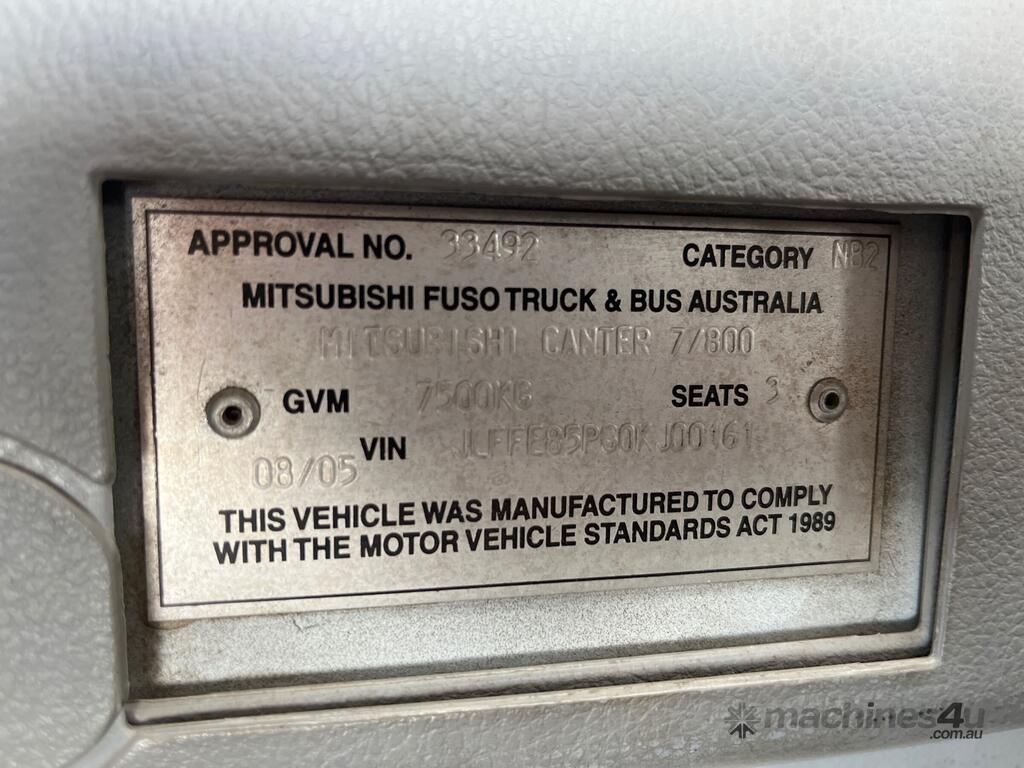 APPROVAL NO. 33492 CATEGORY NB2
MITSUBISHI FUSO TRUCK & BUS AUSTRALIA
MITSUBISHI CANTER 7/800
GVM 7500KG SEATS 3
VIN JLFFE85PG0KJ00161
08/05
THIS VEHICLE WAS MANUFACTURED TO COMPLY
WITH THE MOTOR VEHICLE STANDARDS ACT 1989
machines4u
.com.au